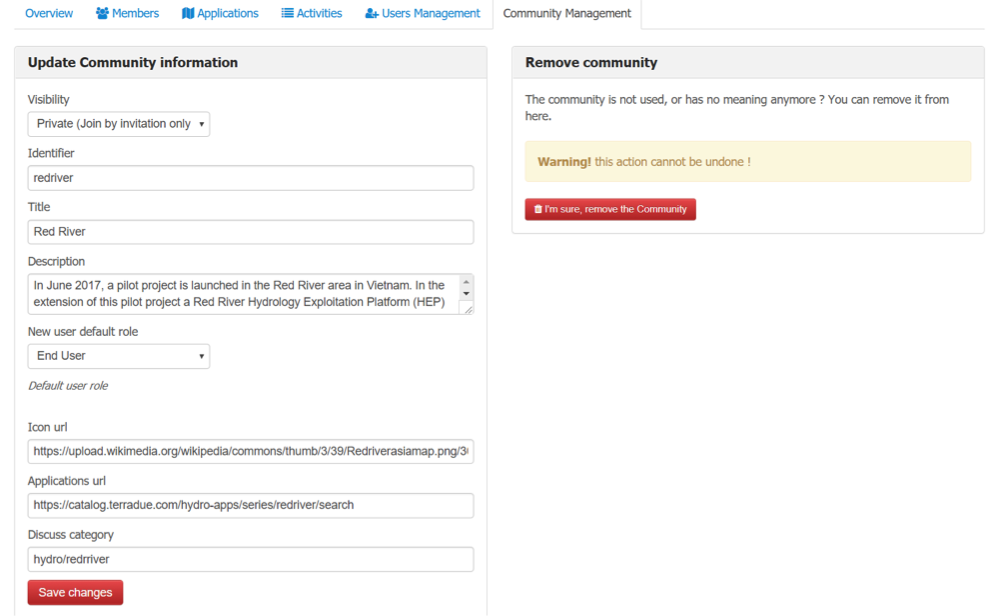 Overview Members Applications Activities Users Management Community Management
Update Community information
Visibility
Private (Join by invitation only
Identifier
redriver
Title
Red River
Description
In June 2017, a pilot project is launched in the Red River area in Vietnam. In the
extension of this pilot project a Red River Hydrology Exploitation Platform (HEP)
New user default role
End User
Default user role
Icon url
https://upload.wikimedia.org/wikipedia/commons/thumb/3/39/Redriverasiamap.png/3
Applications url
https://catalog.terradue.com/hydro-apps/series/redriver/search
Discuss category
hydro/redrriver
Save changes
Remove community
The community is not used, or has no meaning anymore ? You can remove it from
here.
Warning! this action cannot be undone !
I'm sure, remove the Community